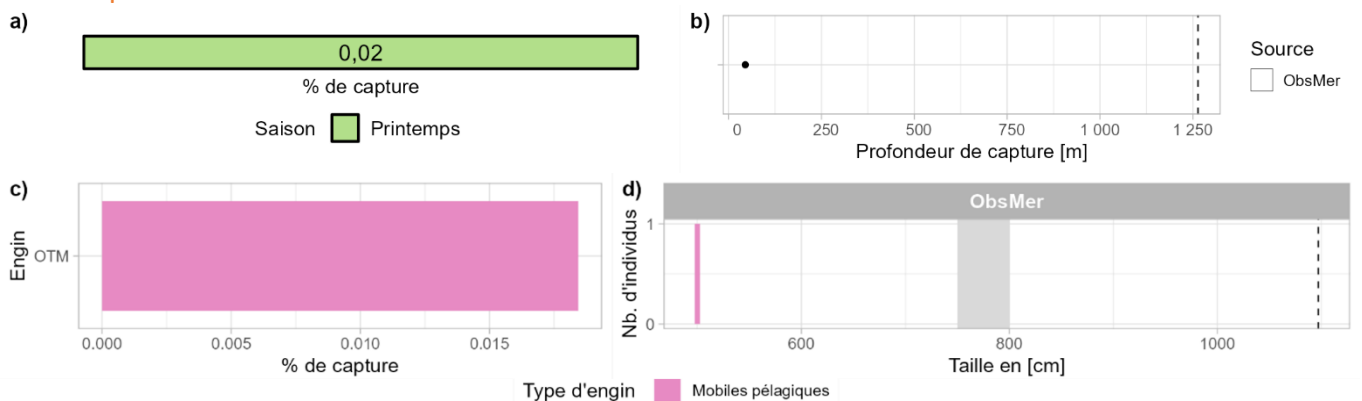 a)
0,02
% de capture
Saison Printemps
b)
0 250 500 750 1 000 1 250
Profondeur de capture [m]
Source
ObsMer
c)
Engin
OTM
0.000 0.005 0.010 0.015
% de capture
d)
ObsMer
Nb. d'individus
1
0
600 800 1000
Taille en [cm]
Type d'engin Mobiles pélagiques